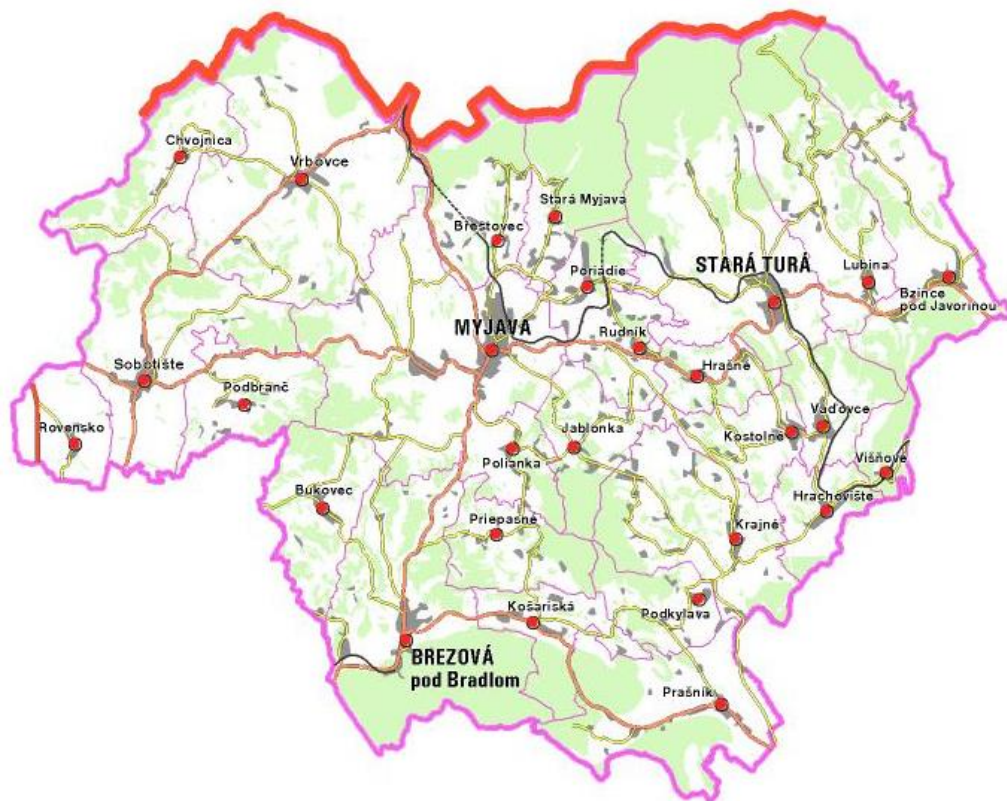 Chvojnica
Vrbovce
Stará Myjava
Brestovec
Poriadie
STARÁ TURÁ
Lubina
Bzince
pod Javorinou
MYJAVA
Rudník
Hrašné
Sobotište
Podbranč
Rovensko
Vaďovce
Kostolné
Jablonka
Polianka
Višňové
Bukovec
Hrachovište
Priepasné
Krajné
Košariská
Podkylava
BREZOVÁ
pod Bradlom
Prašník